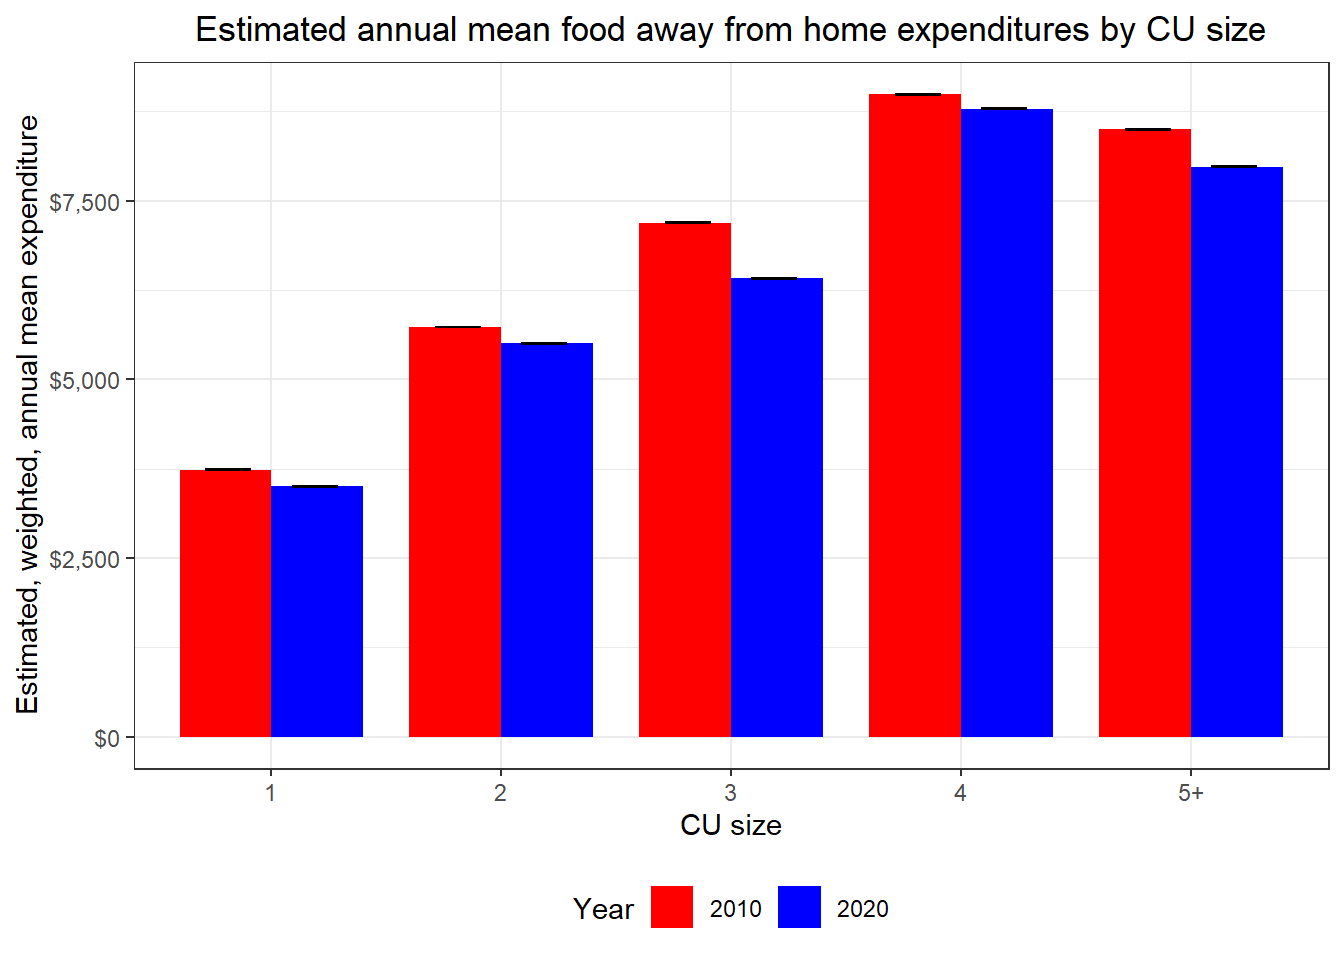 Estimated annual mean food away from home expenditures by CU size
Estimated, weighted, annual mean expenditure
$7,500
$5,000
$2,500
$0
1 2 3 4 5+
CU size
Year 2010 2020